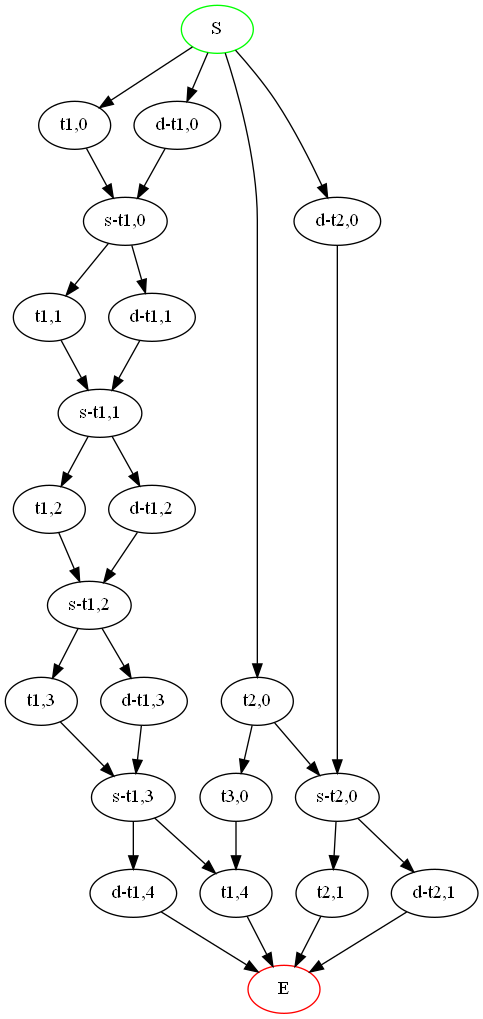 S
t1,0
d-t1,0
s-t1,0
d-t2,0
t1,1
d-t1,1
s-t1,1
t1,2
d-t1,2
s-t1,2
t1,3
d-t1,3
t2,0
s-t1,3
t3,0
s-t2,0
d-t1,4
t1,4
t2,1
d-t2,1
E